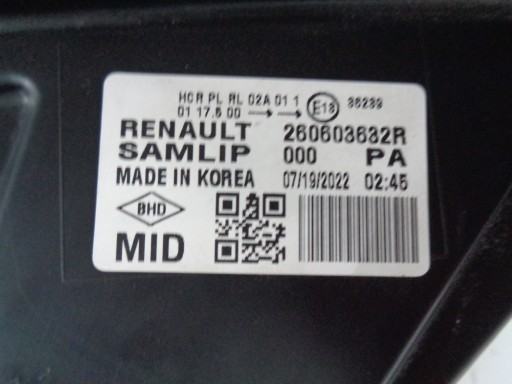 HCR PL RL 02A 01 1 E13 36239
01 17.5 00 → →
RENAULT 260603632R
SAMLIP 000 PA
MADE IN KOREA 07/19/2022 02:45
BHD
MID